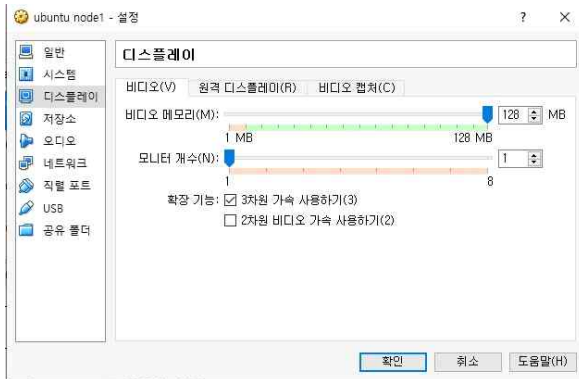 ubuntu node1 - 설정
? ×
일반
시스템
디스플레이
저장소
오디오
네트워크
직렬 포트
USB
공유 폴더
디스플레이
비디오(V) 원격 디스플레이(R) 비디오 캡처(C)
비디오 메모리(M): 128 MB
1 MB 128 MB
모니터 개수(N): 1
1 8
확장 기능: 3차원 가속 사용하기(3)
2차원 비디오 가속 사용하기(2)
확인 취소 도움말(H)